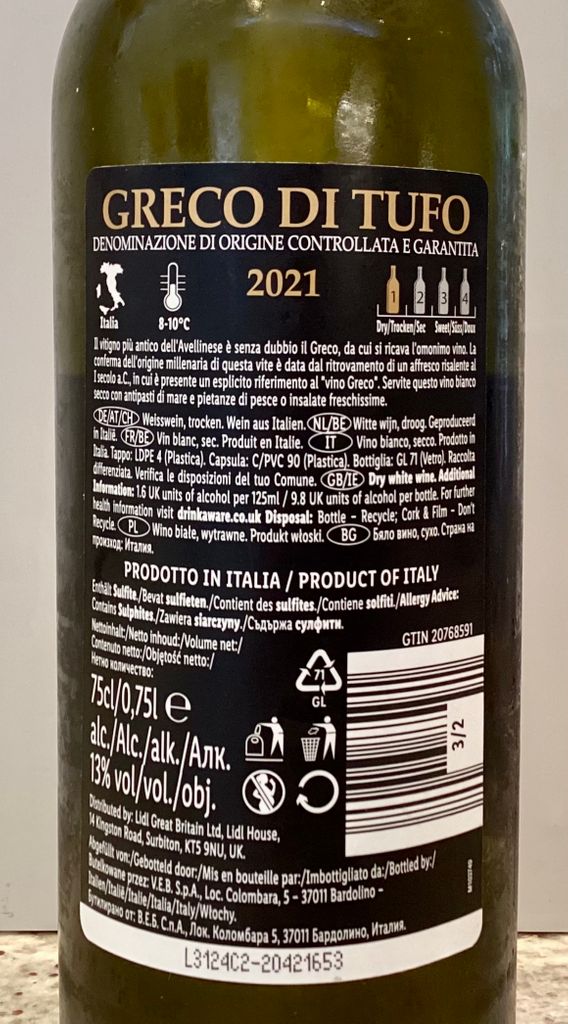 GRECO DI TUFO
DENOMINAZIONE DI ORIGINE CONTROLLATA E GARANTITA
Italia
8-10°C
2021
1 2 3 4
Dry/Trocken/Sec Sweet/Süss/Doux
Il vitigno più antico dell'Avellinese è senza dubbio il Greco, da cui si ricava l'omonimo vino. La
conferma dell'origine millenaria di questa vite è data dal ritrovamento di un affresco risalente al
I secolo a.C., in cui è presente un esplicito riferimento al "vino Greco". Servite questo vino bianco
secco con antipasti di mare e pietanze di pesce o insalate freschissime.
DE/AT/CH Weisswein, trocken. Wein aus Italien. NL/BE Witte wijn, droog. Geproduceerd
in Italië. FR/BE Vin blanc, sec. Produit en Italie. IT Vino bianco, secco. Prodotto in
Italia. Tappo: LDPE 4 (Plastica). Capsula: C/PVC 90 (Plastica). Bottiglia: GL 71 (Vetro). Raccolta
differenziata. Verifica le disposizioni del tuo Comune. GB/IE Dry white wine. Additional
Information: 1.6 UK units of alcohol per 125ml / 9.8 UK units of alcohol per bottle. For further
health information visit drinkaware.co.uk Disposal: Bottle - Recycle; Cork & Film - Don't
Recycle. PL Wino białe, wytrawne. Produkt włoski. BG Бяло вино, сухо. Страна на
произход: Италия.
PRODOTTO IN ITALIA / PRODUCT OF ITALY
Enthält Sulfite./Bevat sulfieten./Contient des sulfites./Contiene solfiti./Allergy Advice:
Contains Sulphites./Zawiera siarczyny./Съдържа сулфити.
Nettoinhalt:/Netto inhoud:/Volume net:/
Contenuto netto:/Objętość netto:/
Нетно количество:
GTIN 20768591
75cl/0,75l e
alc./Alc./alk./Алк.
13% vol/vol./obj.
71
GL
3/2
Distributed by: Lidl Great Britain Ltd, Lidl House,
14 Kingston Road, Surbiton, KT5 9NU, UK.
Abgefüllt von:/Gebotteld door:/Mis en bouteille par:/Imbottigliato da:/Bottled by:/
Butelkowane przez: V.E.B. S.p.A., Loc. Colombara, 5 - 37011 Bardolino -
Italien/Italië/Italie/Italia/Italy/Włochy.
Бутилирано от: В.Е.Б. С.п.А., Лок. Коломбара 5, 37011 Бардолино, Италия.
L3124C2-20421653